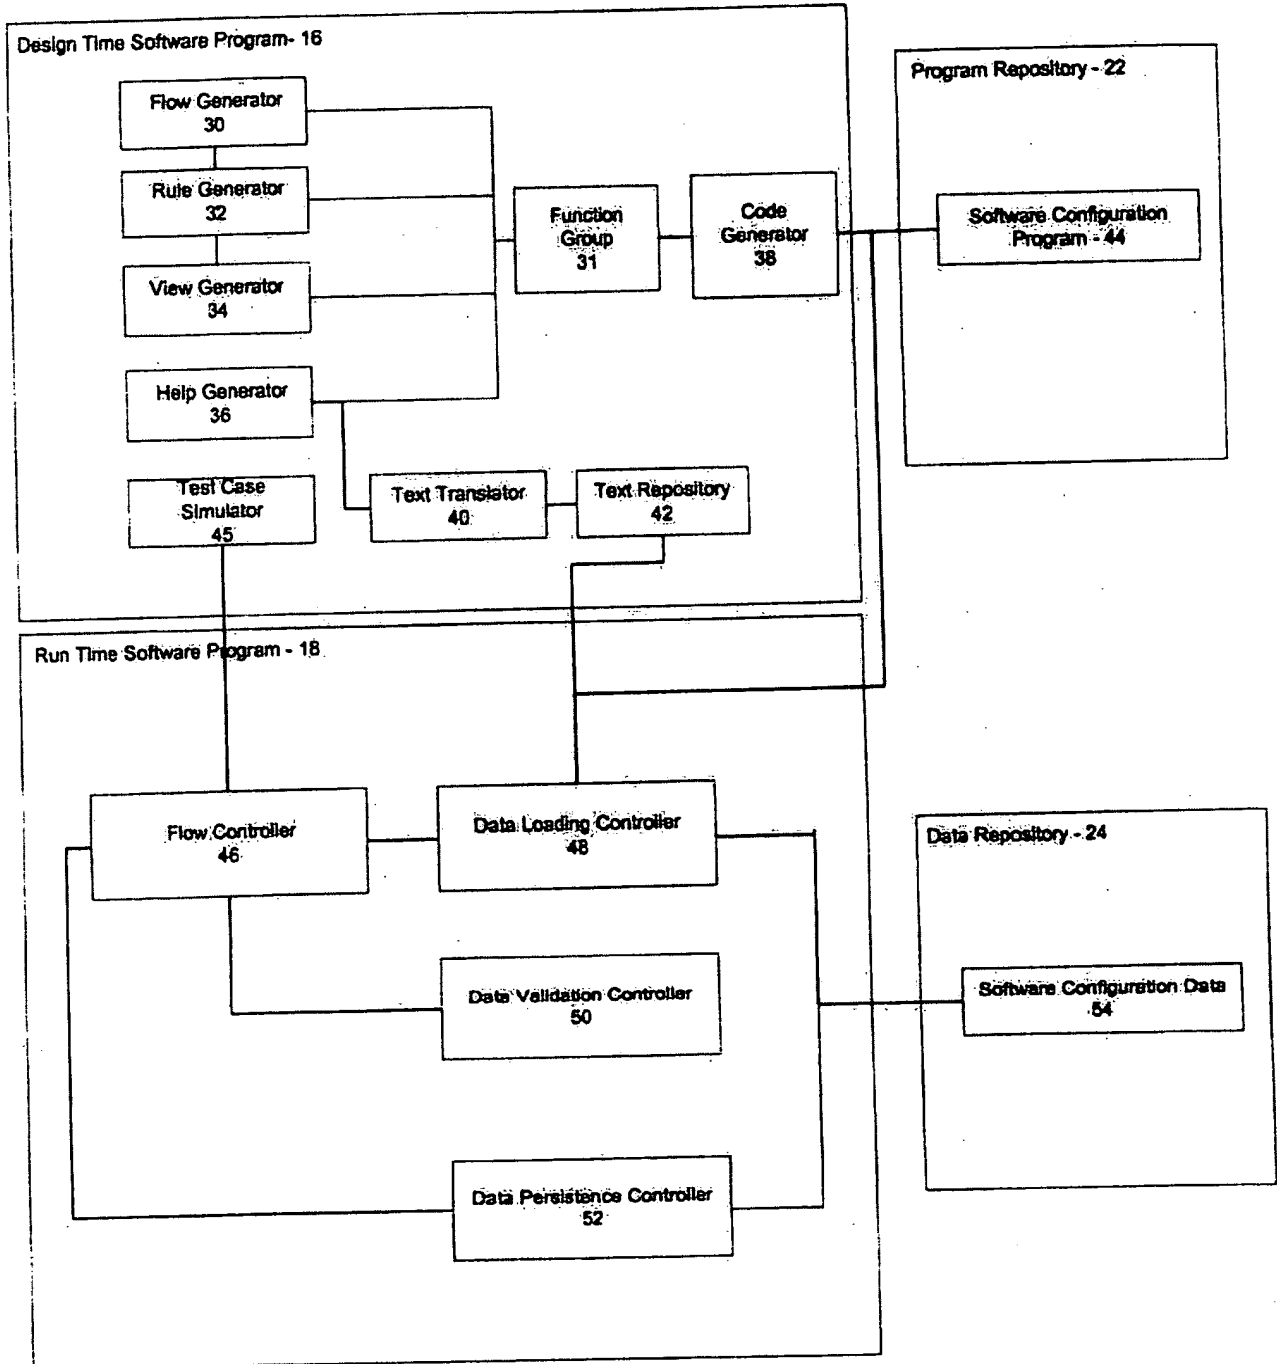 Design Time Software Program- 16
Flow Generator
30
Rule Generator
32
View Generator
34
Help Generator
36
Test Case
Simulator
45
Function
Group
31
Code
Generator
38
Text Translator
40
Text Repository
42
Program Repository - 22
Software Configuration
Program - 44
Run Time Software Program - 18
Flow Controller
46
Data Loading Controller
48
Data Validation Controller
50
Data Persistence Controller
52
Data Repository - 24
Software Configuration Data
54